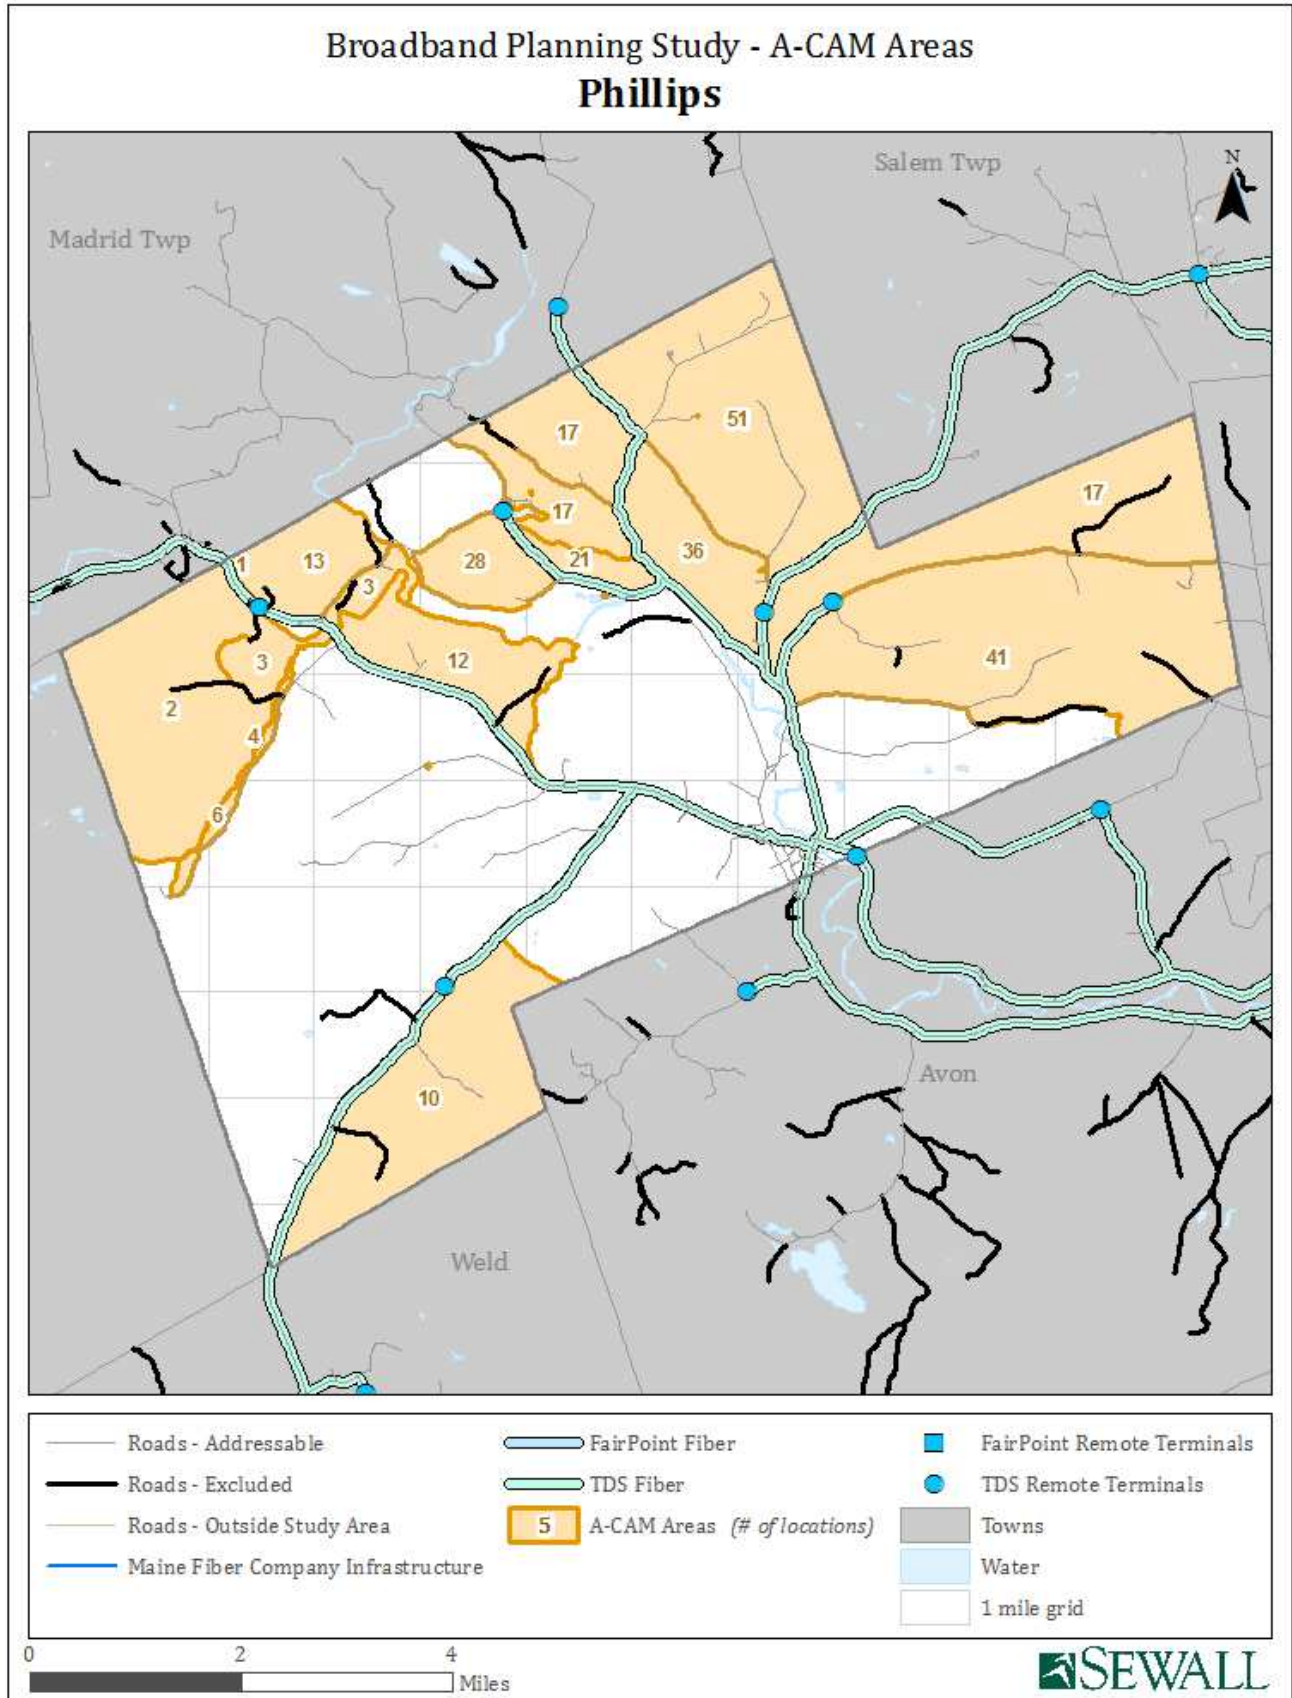 Broadband Planning Study - A-CAM Areas
Phillips
Salem Twp
N
Madrid Twp
51
17
17
17
36
28
21
1
13
3
12
3
41
2
4
6
10
Avon
Weld
Roads - Addressable
Roads - Excluded
Roads - Outside Study Area
Maine Fiber Company Infrastructure
FairPoint Fiber
TDS Fiber
5 A-CAM Areas (# of locations)
FairPoint Remote Terminals
TDS Remote Terminals
Towns
Water
1 mile grid
0 2 4
Miles
SEWALL